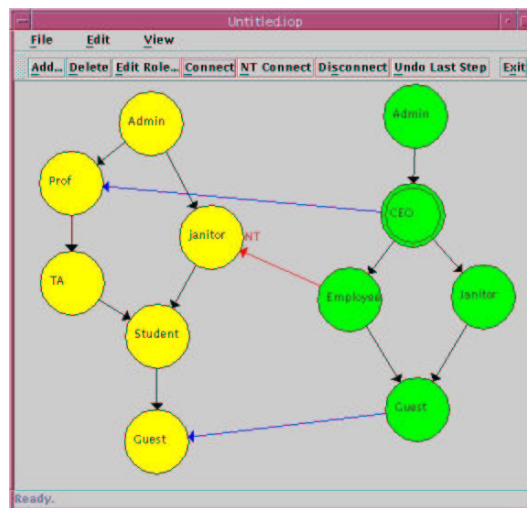 Untitled.iop
File Edit View
Add... Delete Edit Role... Connect NT Connect Disconnect Undo Last Step Exit
Admin
Admin
Prof
CEO
Janitor
NT
TA
Employee
Janitor
Student
Guest
Guest
Ready.